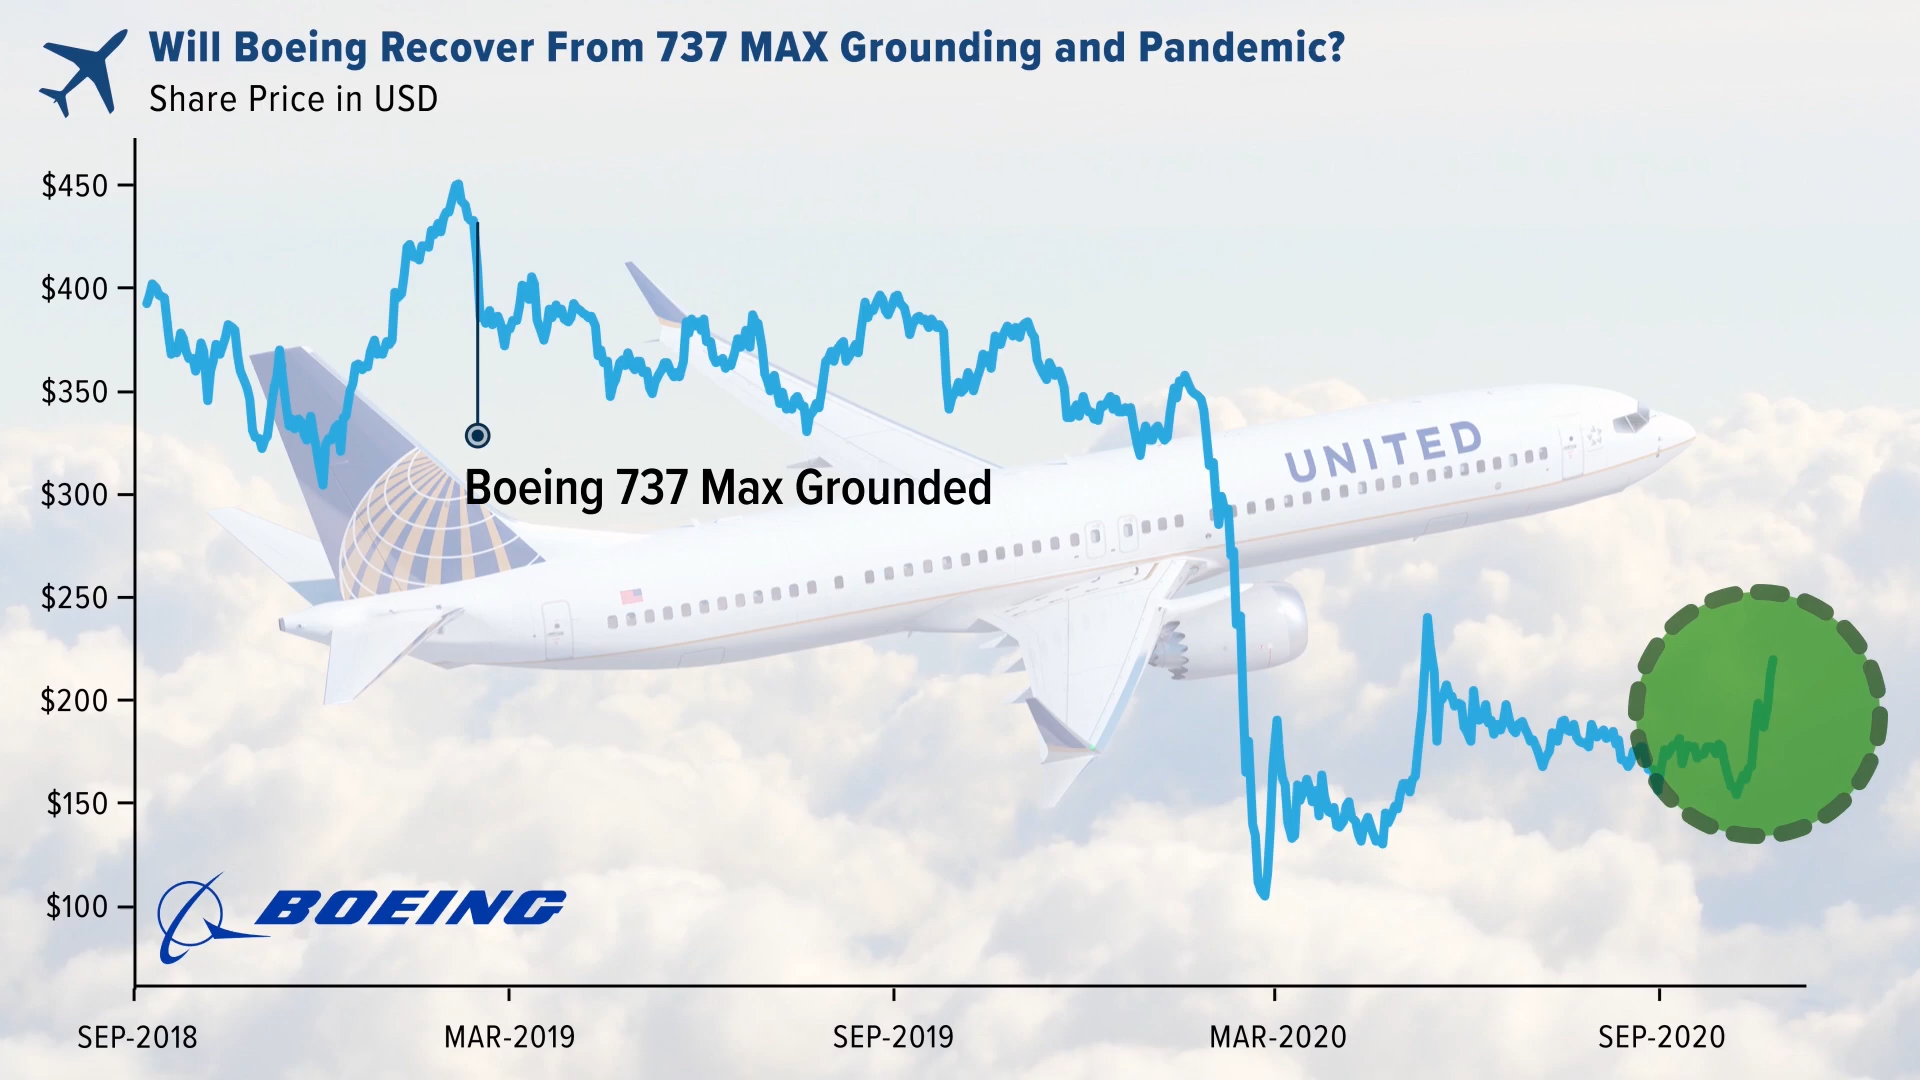 Will Boeing Recover From 737 MAX Grounding and Pandemic?
Share Price in USD
$450
$400
$350
$300
$250
$200
$150
$100
Boeing 737 Max Grounded
UNITED
BOEING
SEP-2018
MAR-2019
SEP-2019
MAR-2020
SEP-2020